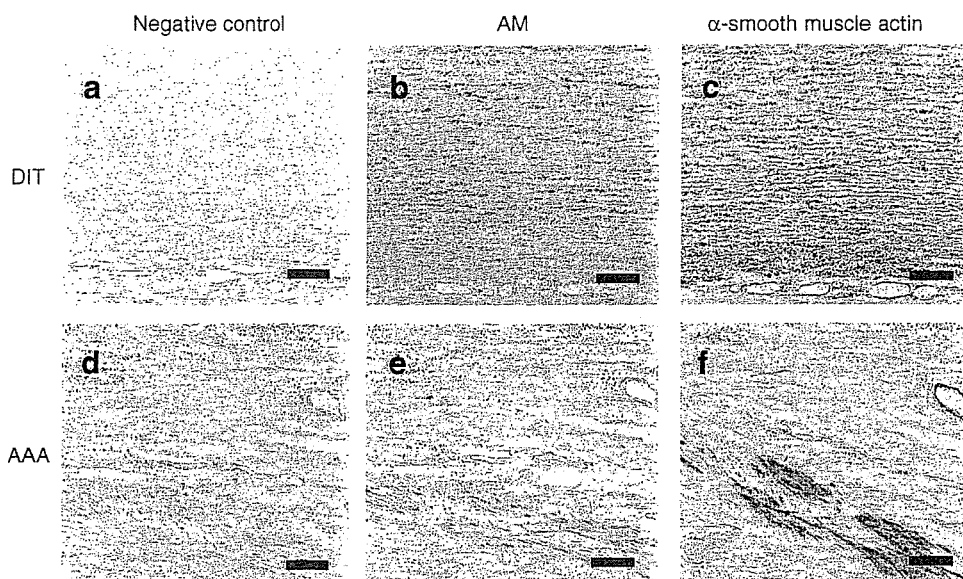 Negative control AM α-smooth muscle actin
a b c
DIT
d e f
AAA